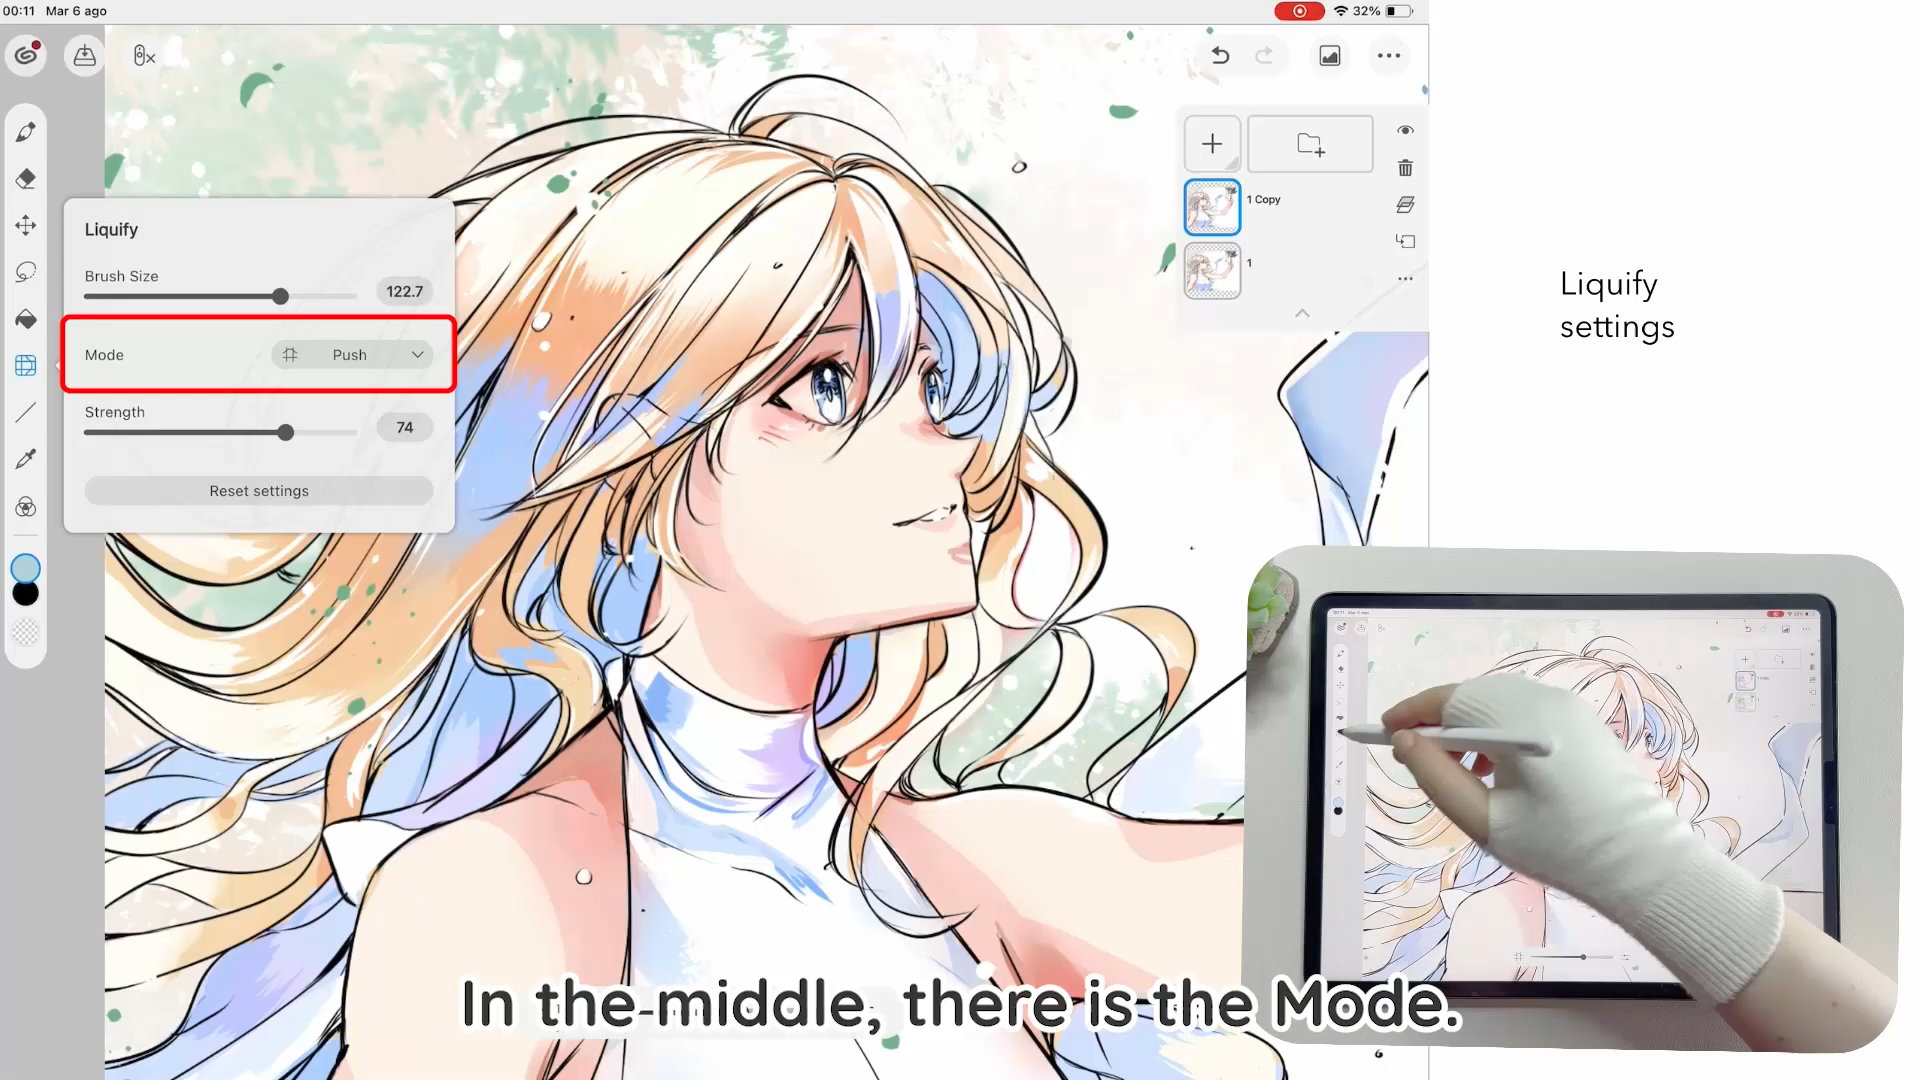 00:11 Mar 6 ago
32%
Liquify
Brush Size
122.7
Mode
Push
Strength
74
Reset settings
1 Copy
1
Liquify
settings
In the middle, there is the Mode.